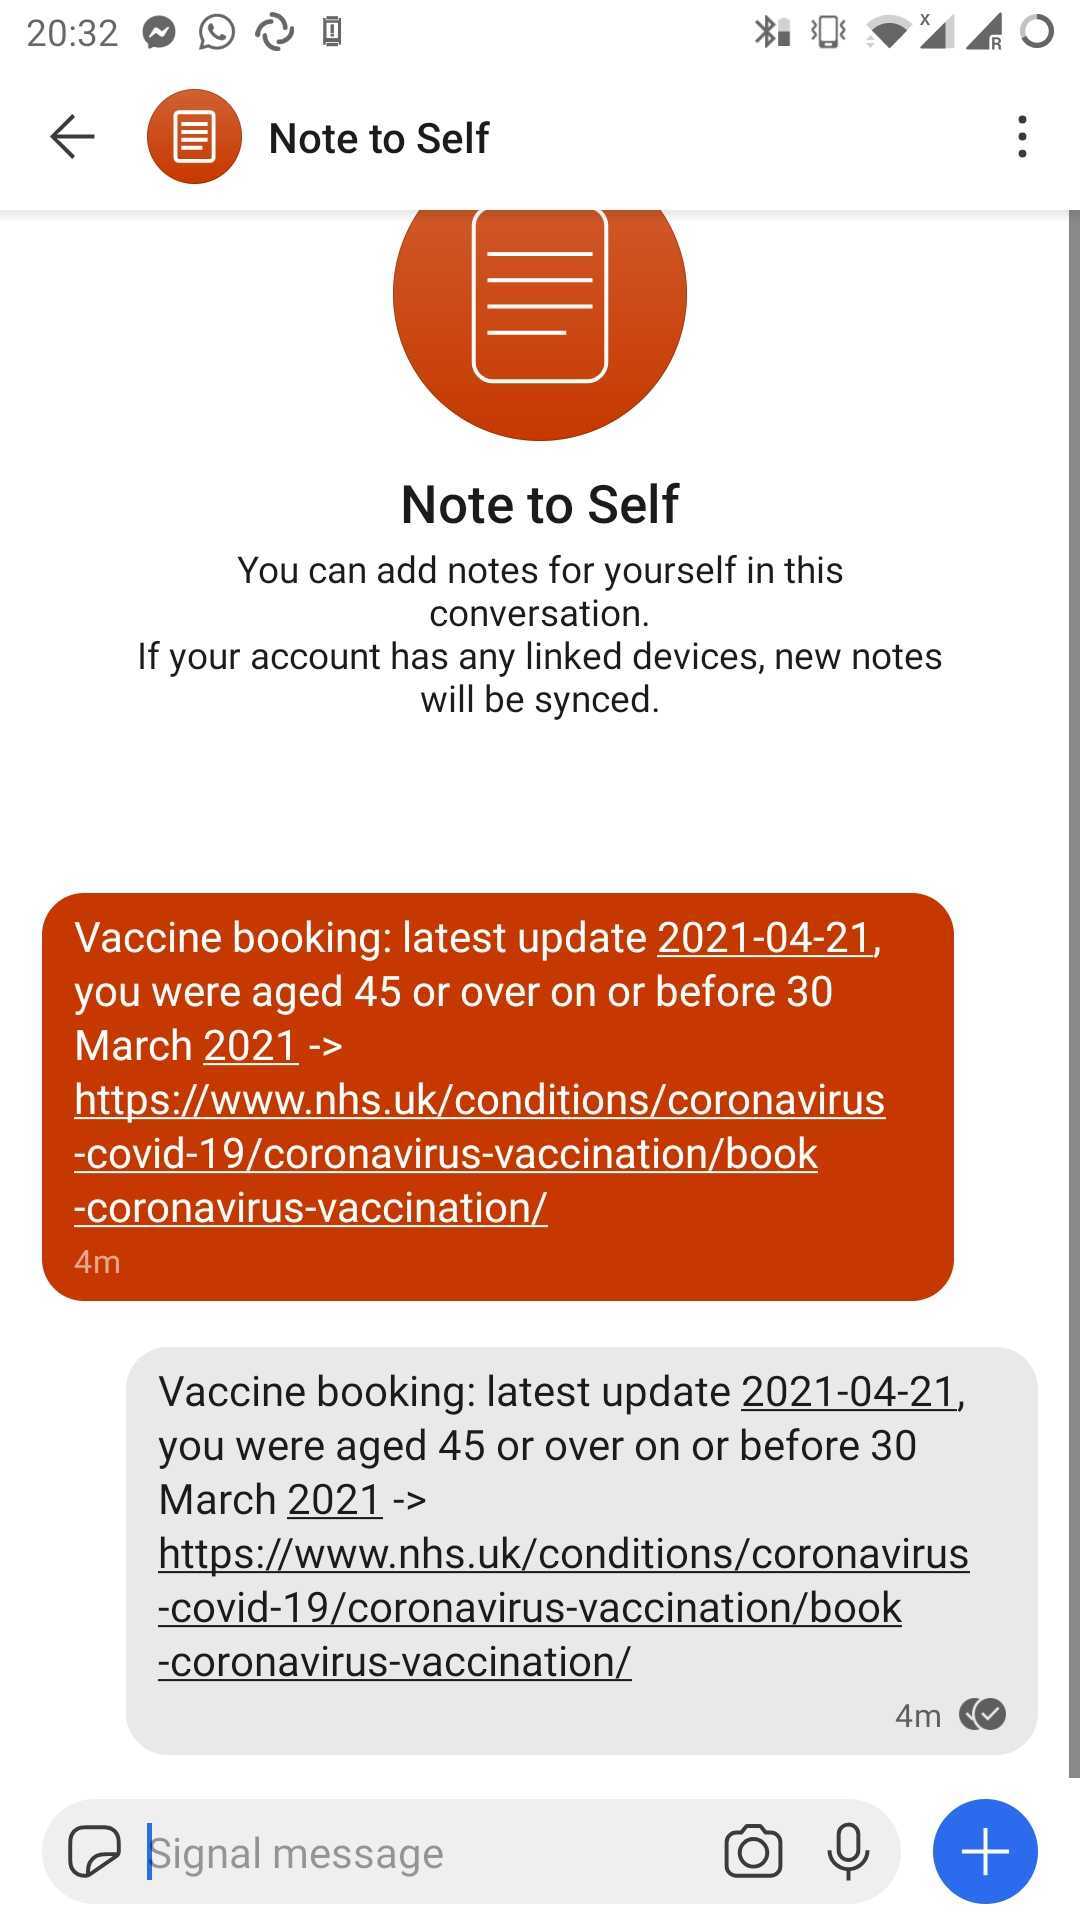 20:32
X
R
Note to Self
Note to Self
You can add notes for yourself in this
conversation.
If your account has any linked devices, new notes
will be synced.
Vaccine booking: latest update 2021-04-21,
you were aged 45 or over on or before 30
March 2021 ->
https://www.nhs.uk/conditions/coronavirus
-covid-19/coronavirus-vaccination/book
-coronavirus-vaccination/
4m
Vaccine booking: latest update 2021-04-21,
you were aged 45 or over on or before 30
March 2021 ->
https://www.nhs.uk/conditions/coronavirus
-covid-19/coronavirus-vaccination/book
-coronavirus-vaccination/
4m
Signal message